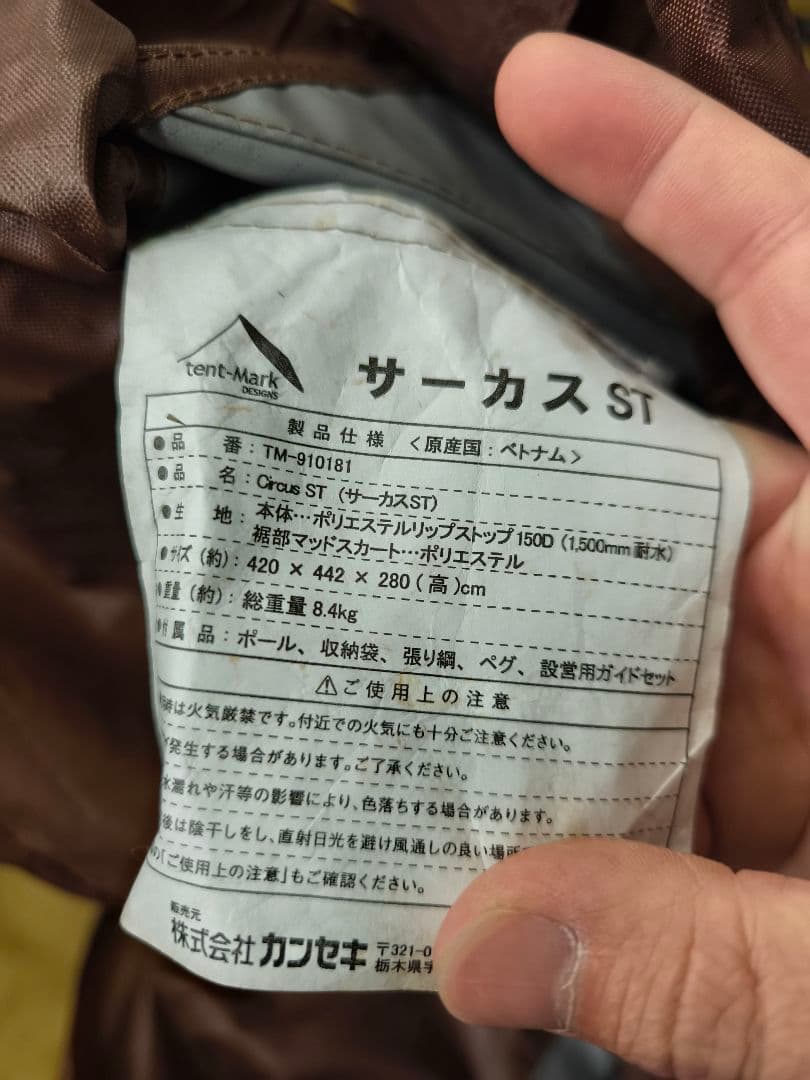 tent-Mark
DESIGNS
サーカスST
製品仕様 <原産国:ベトナム>
●品 番:TM-910181
●品 名:Circus ST (サーカスST)
●生 地:本体…ポリエステルリップストップ150D(1,500mm耐水)
裾部マッドスカート…ポリエステル
●サイズ(約):420 × 442 × 280(高)cm
●重量(約):総重量8.4kg
●付属品:ポール、収納袋、張り綱、ペグ、設営用ガイドセット
⚠ご使用上の注意
時は火気厳禁です。付近での火気にも十分ご注意ください。
発生する場合があります。ご了承ください。
水濡れや汗等の影響により、色落ちする場合があります。
後は陰干しをし、直射日光を避け風通しの良い場所
の「ご使用上の注意」もご確認ください。
販売元
株式会社カンセキ 〒321-0
栃木県宇